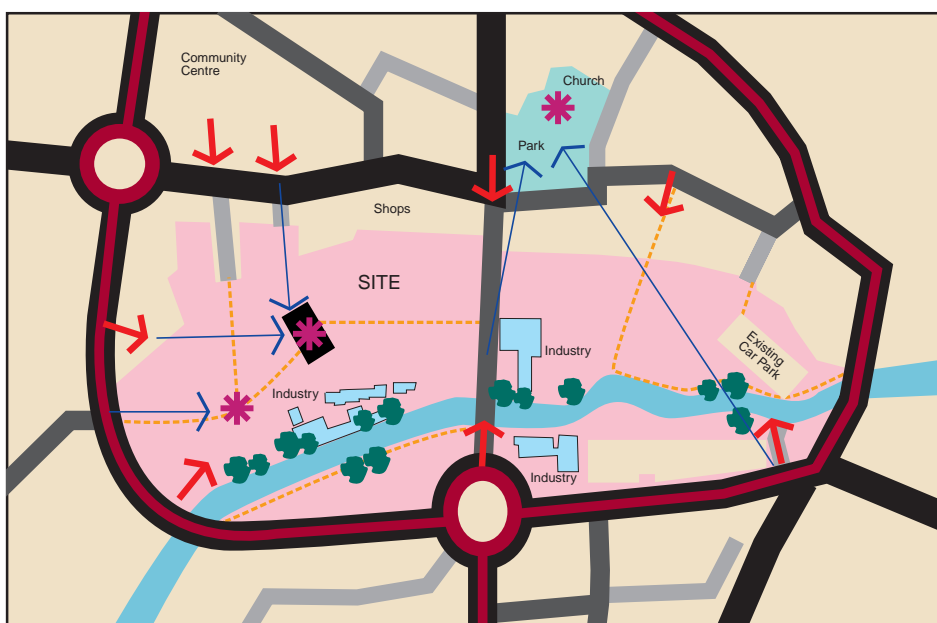 Community
Centre
Church
Park
Shops
SITE
Industry
Existing
Car Park
Industry
Industry